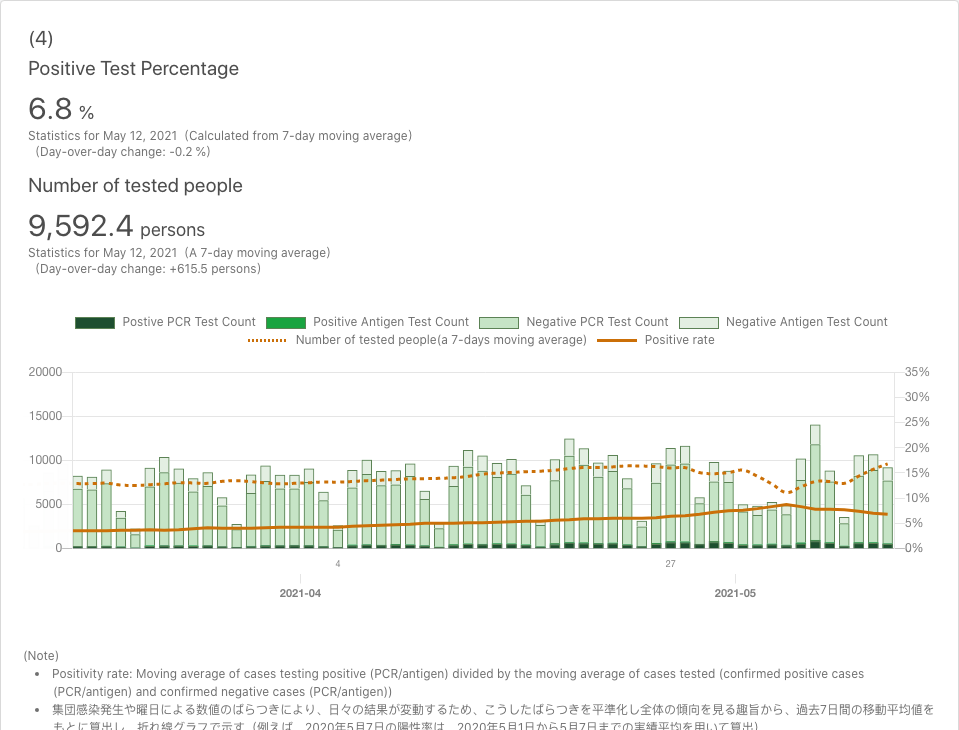 (4)
Positive Test Percentage
6.8 %
Statistics for May 12, 2021 (Calculated from 7-day moving average)
(Day-over-day change: -0.2 %)
Number of tested people
9,592.4 persons
Statistics for May 12, 2021 (A 7-day moving average)
(Day-over-day change: +615.5 persons)
Postive PCR Test Count Positive Antigen Test Count Negative PCR Test Count Negative Antigen Test Count
Number of tested people(a 7-days moving average) Positive rate
20000 35%
30%
15000 25%
20%
10000 15%
10%
5000 5%
0 0%
4 27
2021-04 2021-05
(Note)
• Positivity rate: Moving average of cases testing positive (PCR/antigen) divided by the moving average of cases tested (confirmed positive cases
(PCR/antigen) and confirmed negative cases (PCR/antigen))
• 集団感染発生や曜日による数値のばらつきにより、日々の結果が変動するため、こうしたばらつきを平準化し全体の傾向を見る趣旨から、過去7日間の移動平均値を
もとに算出し、折れ線グラフで示す（例えば、2020年5月7日の陽性率は、2020年5月1日から5月7日までの実績平均を用いて算出）